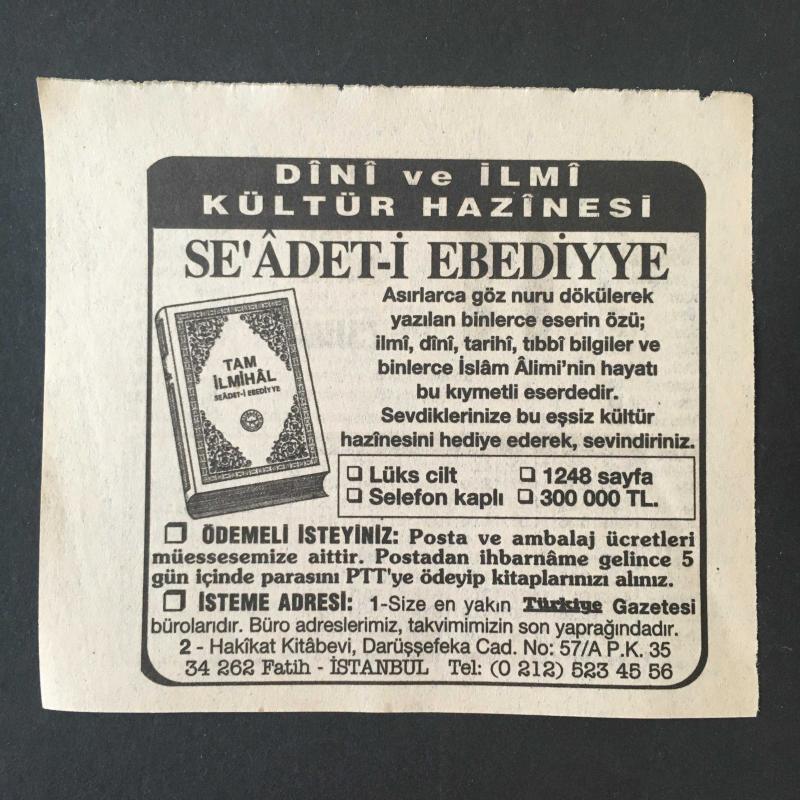 DÎNÎ ve İLMÎ
KÜLTÜR HAZÎNESİ
SE'ÂDET-İ EBEDİYYE
TAM
İLMİHÂL
SEÂDET-İ EBEDİYYE
Asırlarca göz nuru dökülerek
yazılan binlerce eserin özü;
ilmî, dînî, tarihî, tıbbî bilgiler ve
binlerce İslâm Âlimi'nin hayatı
bu kıymetli eserdedir.
Sevdiklerinize bu eşsiz kültür
hazînesini hediye ederek, sevindiriniz.
❏ Lüks cilt ❏ 1248 sayfa
❏ Selefon kaplı ❏ 300 000 TL.
❒ ÖDEMELİ İSTEYİNİZ: Posta ve ambalaj ücretleri
müessesemize aittir. Postadan ihbarnâme gelince 5
gün içinde parasını PTT'ye ödeyip kitaplarınızı alınız.
❒ İSTEME ADRESİ: 1-Size en yakın Türkiye Gazetesi
bürolarıdır. Büro adreslerimiz, takvimimizin son yaprağındadır.
2 - Hakîkat Kitâbevi, Darüşşefeka Cad. No: 57/A P.K. 35
34 262 Fatih - İSTANBUL Tel: (0 212) 523 45 56